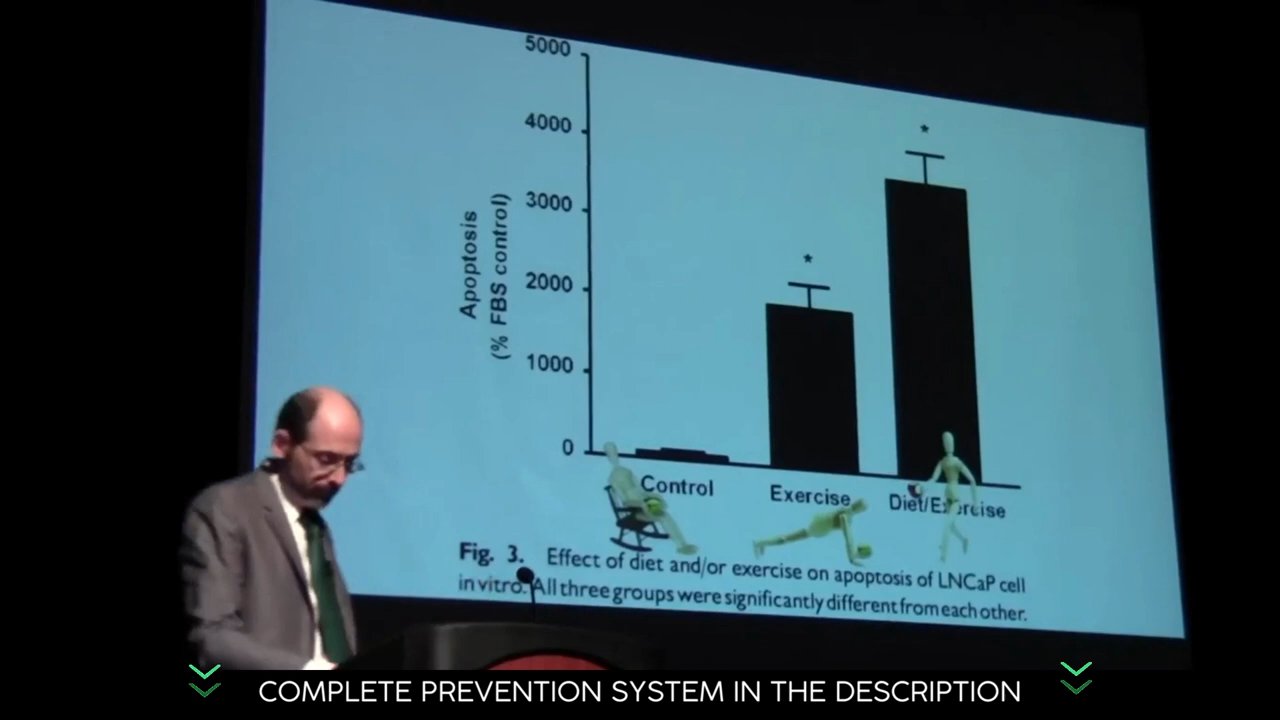 5000
4000
3000
2000
1000
0
Apoptosis
(% FBS control)
*
*
Control
Exercise
Diet/Exercise
Fig. 3. Effect of diet and/or exercise on apoptosis of LNCaP cell
in vitro. All three groups were significantly different from each other.
COMPLETE PREVENTION SYSTEM IN THE DESCRIPTION